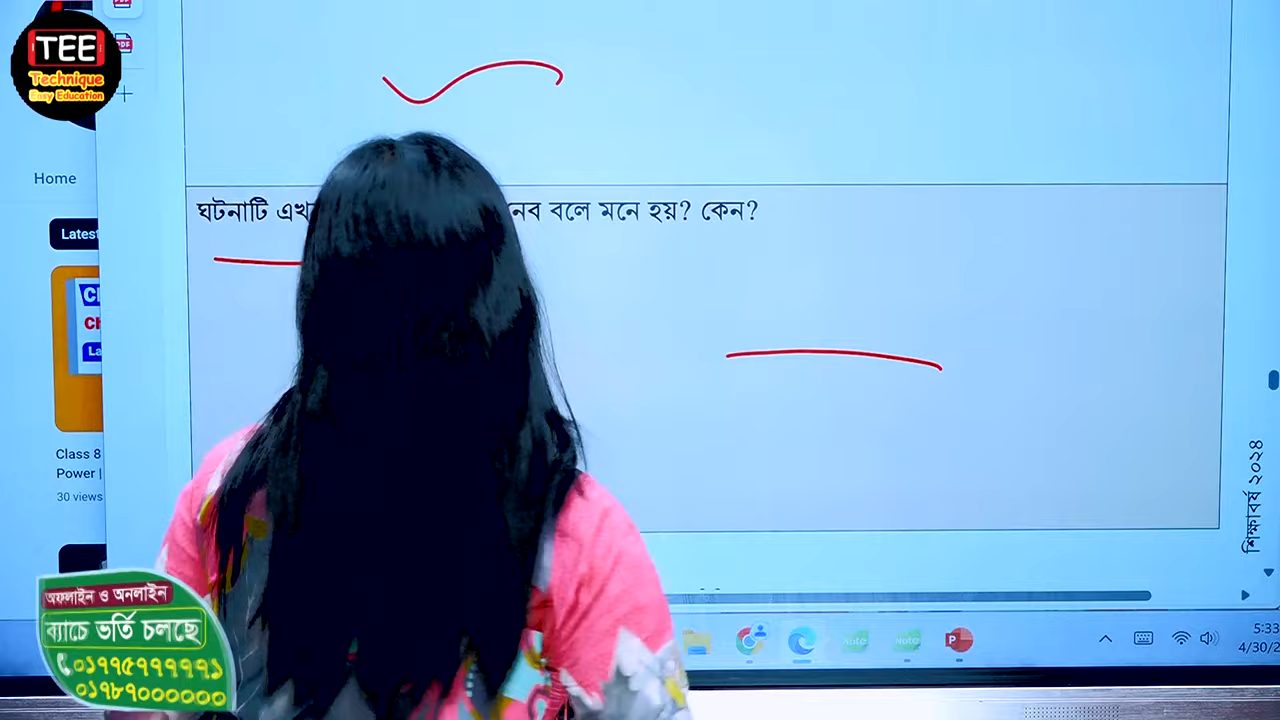 TEE
Technique
Easy Education
Home
Latest
Class 8
Power |
30 views
ঘটনাটি এখ
নব বলে মনে হয়? কেন?
শিক্ষাবর্ষ ২০২৪
অফলাইন ও অনলাইন
ব্যাচে ভর্তি চলছে
০১৭৭৫৭৭৭৭৭১
০১৭৮৭০০০০০০
5:33
4/30/2